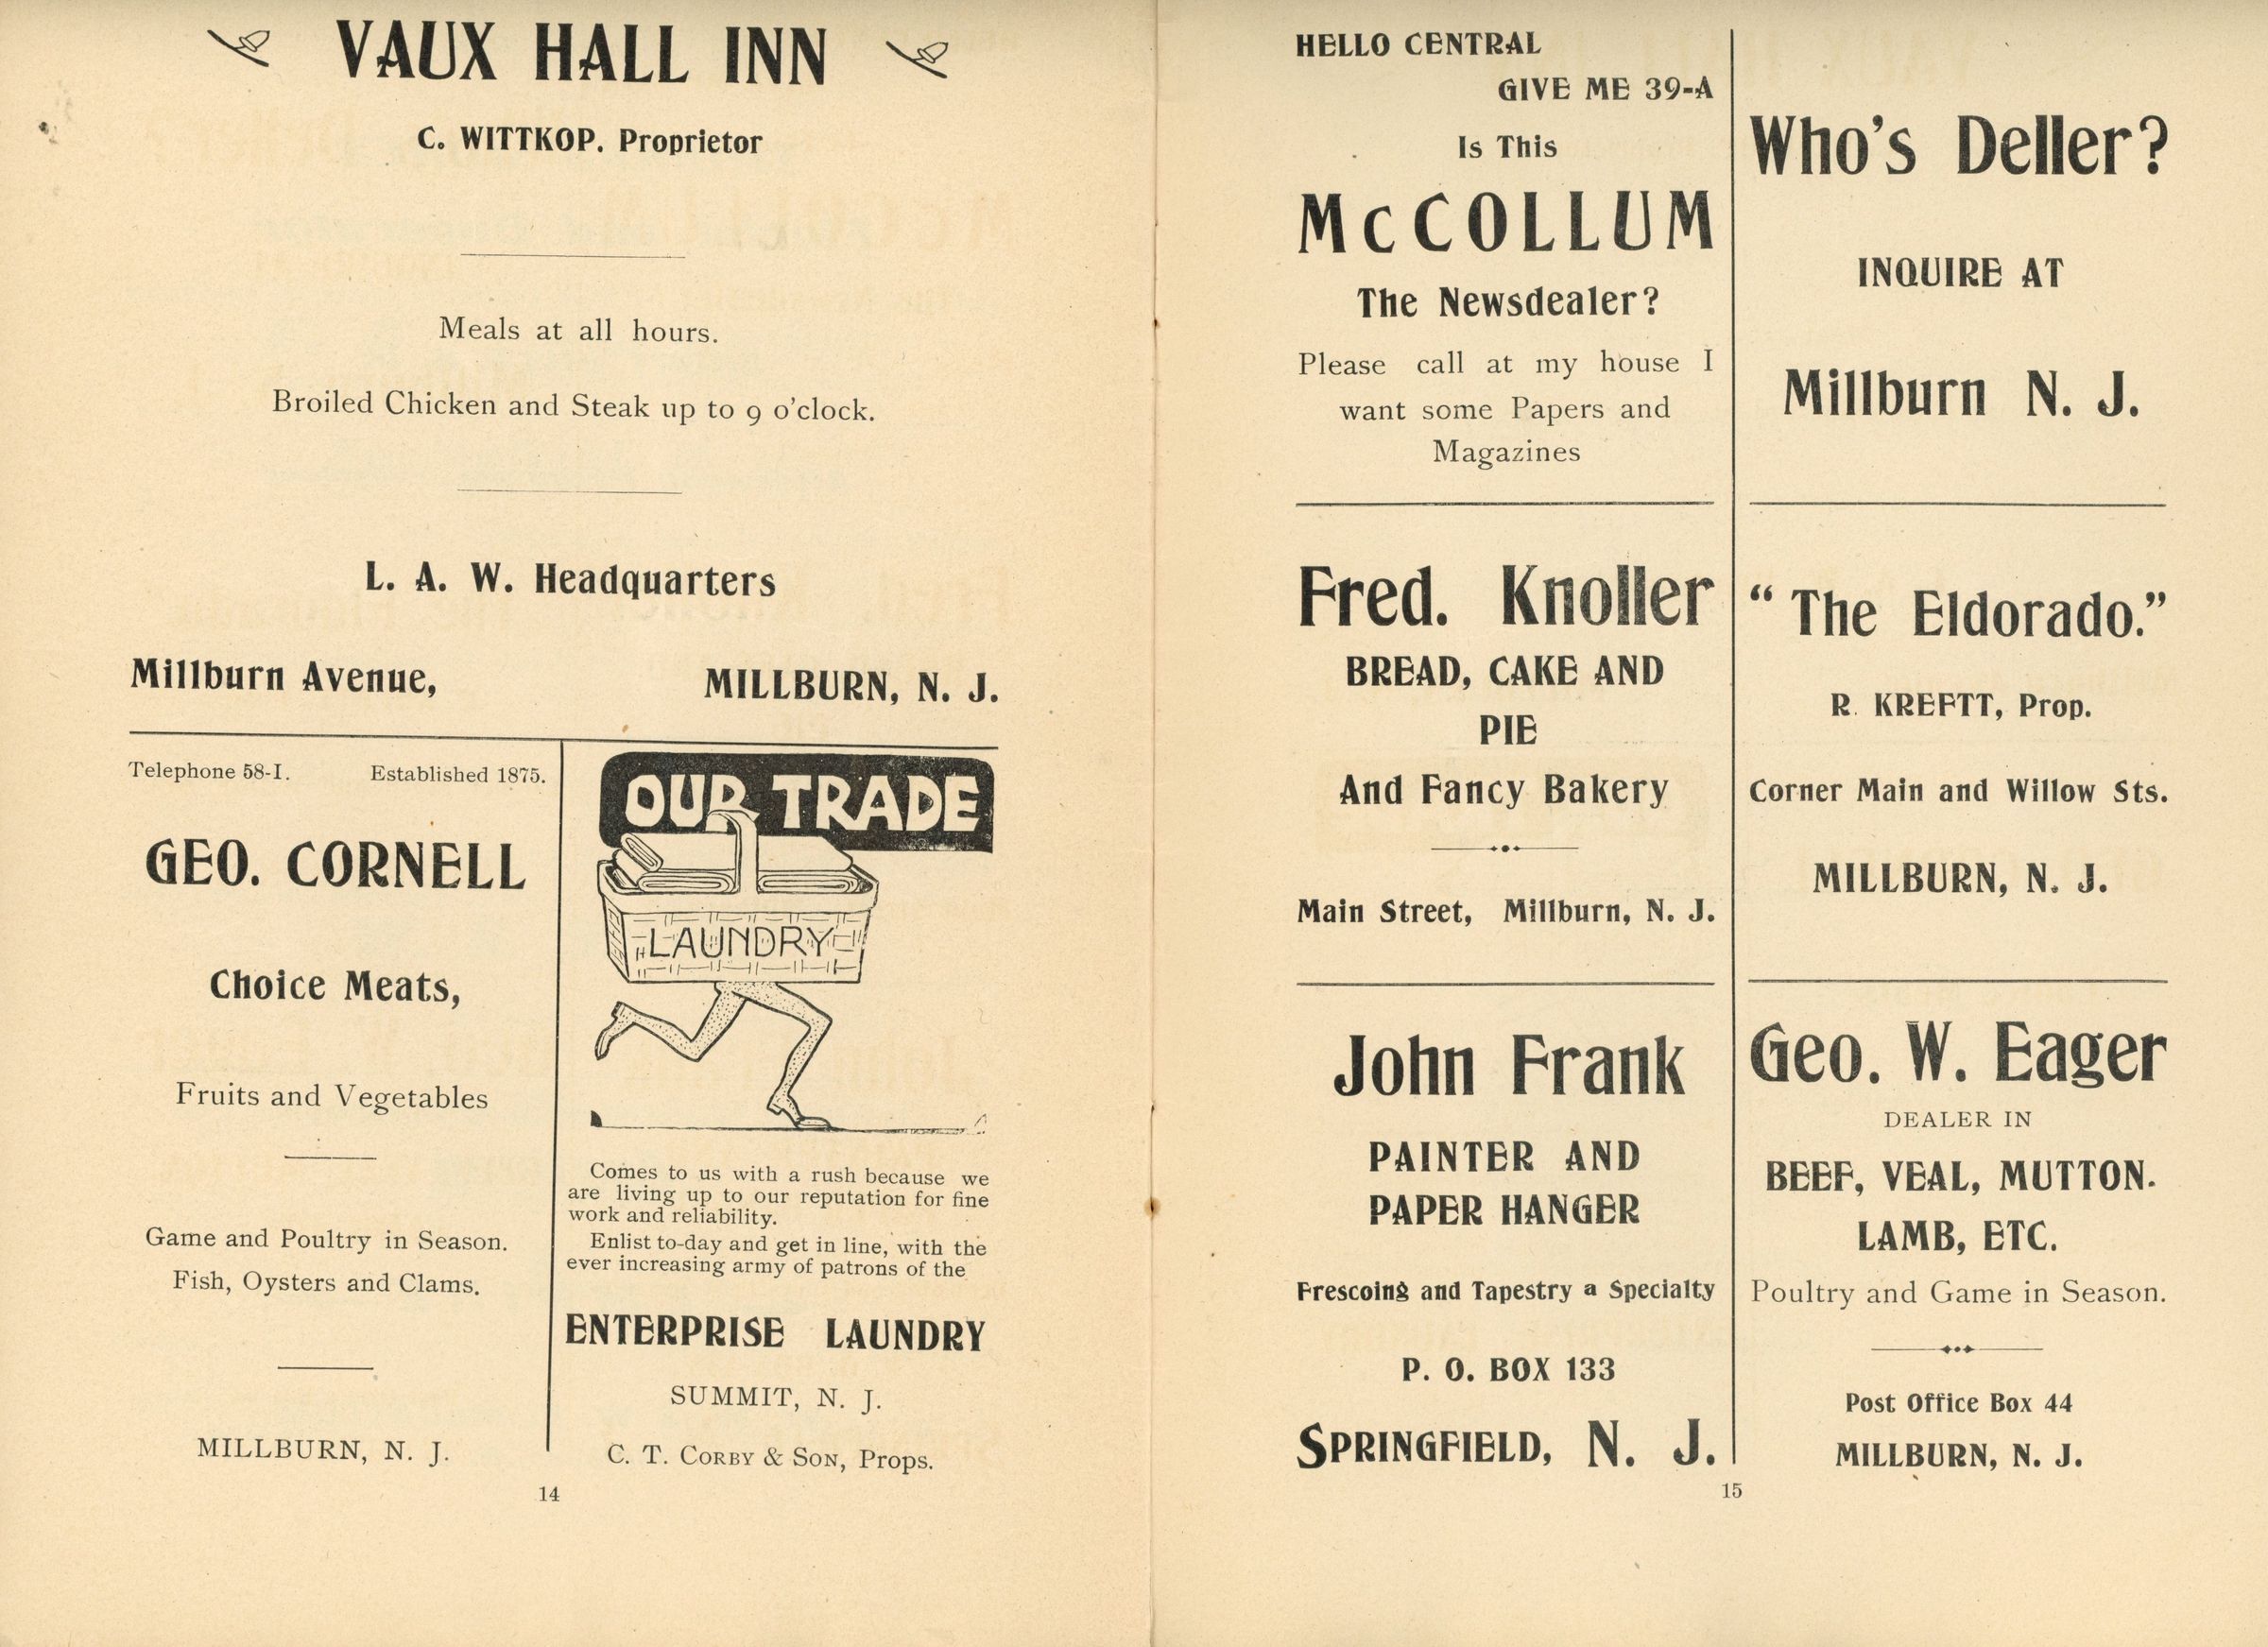 VAUX HALL INN
C. WITTKOP. Proprietor
Meals at all hours.
Broiled Chicken and Steak up to 9 o'clock.
L. A. W. Headquarters
Millburn Avenue, MILLBURN, N. J.
Telephone 58-I. Established 1875.
GEO. CORNELL
Choice Meats,
Fruits and Vegetables
Game and Poultry in Season.
Fish, Oysters and Clams.
MILLBURN, N. J.
OUR TRADE
LAUNDRY
Comes to us with a rush because we
are living up to our reputation for fine
work and reliability.
Enlist to-day and get in line, with the
ever increasing army of patrons of the
ENTERPRISE LAUNDRY
SUMMIT, N. J.
C. T. CORBY & SON, Props.
14
HELLO CENTRAL
GIVE ME 39-A
Is This
McCOLLUM
The Newsdealer?
Please call at my house I
want some Papers and
Magazines
Fred. Knoller
BREAD, CAKE AND
PIE
And Fancy Bakery
Main Street, Millburn, N. J.
John Frank
PAINTER AND
PAPER HANGER
Frescoing and Tapestry a Specialty
P. O. BOX 133
SPRINGFIELD, N. J.
Who's Deller?
INQUIRE AT
Millburn N. J.
"The Eldorado."
R. KREFTT, Prop.
Corner Main and Willow Sts.
MILLBURN, N. J.
Geo. W. Eager
DEALER IN
BEEF, VEAL, MUTTON.
LAMB, ETC.
Poultry and Game in Season.
Post Office Box 44
MILLBURN, N. J.
15